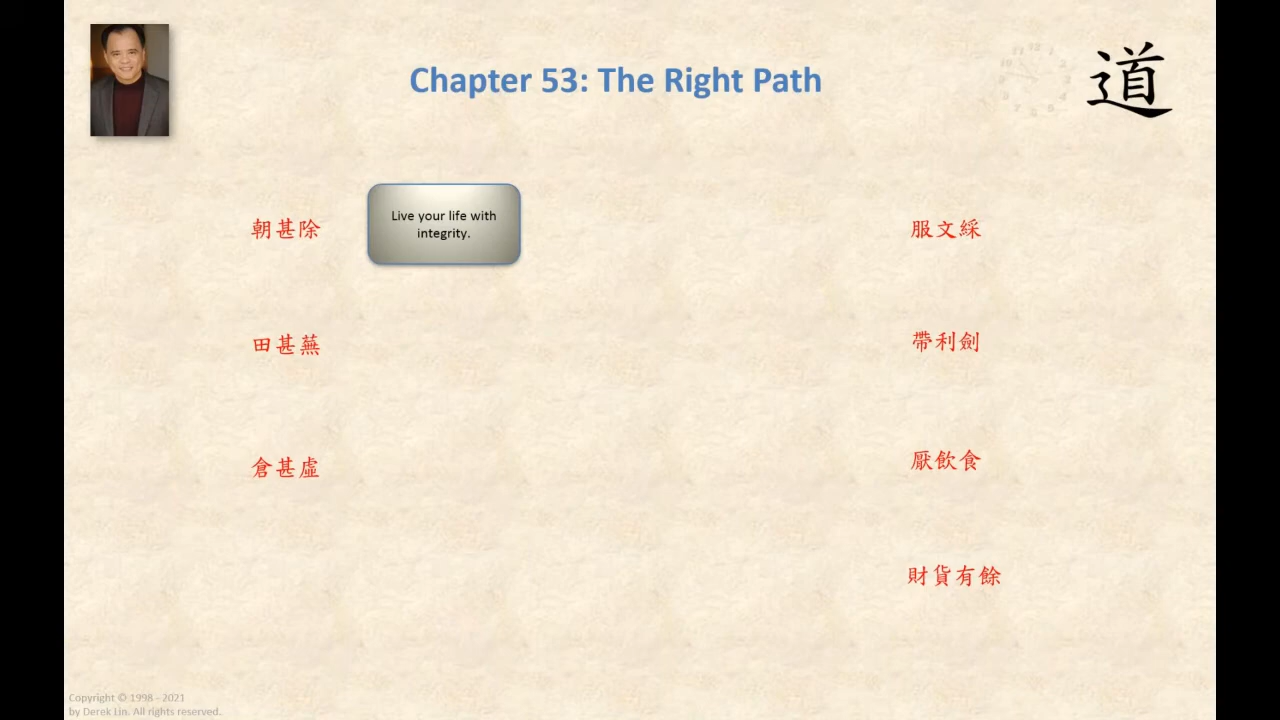 Chapter 53: The Right Path
道
朝甚除
Live your life with
integrity.
服文綵
田甚蕪
帶利劍
倉甚虛
厭飲食
財貨有餘
Copyright © 1998 - 2021
by Derek Lin. All rights reserved.